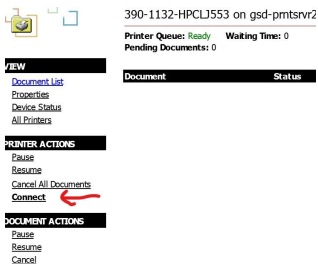 390-1132-HPCLJ553 on gsd-prntsrvr2
Printer Queue: Ready Waiting Time: 0
Pending Documents: 0
VIEW
Document List
Properties
Device Status
All Printers
Document Status
PRINTER ACTIONS
Pause
Resume
Cancel All Documents
Connect
DOCUMENT ACTIONS
Pause
Resume
Cancel